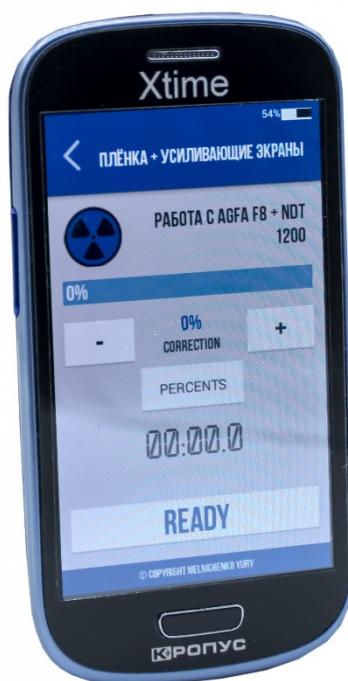 Xtime
54%
ПЛЁНКА + УСИЛИВАЮЩИЕ ЭКРАНЫ
РАБОТА С AGFA F8 + NDT
1200
0%
- 0% +
CORRECTION
PERCENTS
00:00.0
READY
© COPYRIGHT MELNICHENKO YURY
КРОПУС